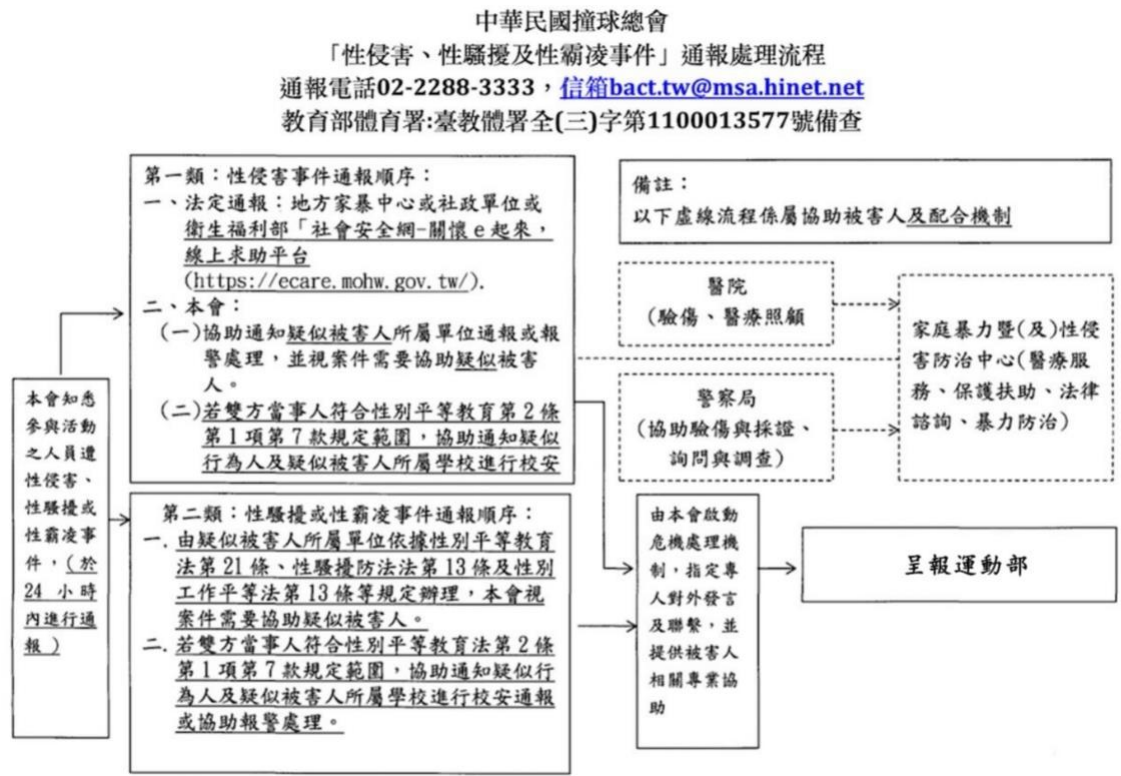 中華民國撞球總會
「性侵害、性騷擾及性霸凌事件」通報處理流程
通報電話02-2288-3333，信箱bact.tw@msa.hinet.net
教育部體育署:臺教體署全(三)字第1100013577號備查
本會知悉
參與活動
之人員遭
性侵害、
性騷擾或
性霸凌事
件，(於
24 小時
內進行通
報 )
第一類：性侵害事件通報順序：
一、法定通報：地方家暴中心或社政單位或
衛生福利部「社會安全網-關懷 e 起來，
線上求助平台
(https://ecare.mohw.gov.tw/).
二、本會：
(一)協助通知疑似被害人所屬單位通報或報
警處理，並視案件需要協助疑似被害
人。
(二)若雙方當事人符合性別平等教育第 2 條
第 1 項第 7 款規定範圍，協助通知疑似
行為人及疑似被害人所屬學校進行校安
第二類：性騷擾或性霸凌事件通報順序：
一. 由疑似被害人所屬單位依據性別平等教育
法第 21 條、性騷擾防法法第 13 條及性別
工作平等法第 13 條等規定辦理，本會視
案件需要協助疑似被害人。
二. 若雙方當事人符合性別平等教育法第 2 條
第 1 項第 7 款規定範圍，協助通知疑似行
為人及疑似被害人所屬學校進行校安通報
或協助報警處理。
備註：
以下虛線流程係屬協助被害人及配合機制
醫院
(驗傷、醫療照顧
警察局
(協助驗傷與採證、
詢問與調查)
家庭暴力暨(及)性侵
害防治中心(醫療服
務、保護扶助、法律
諮詢、暴力防治)
由本會啟動
危機處理機
制，指定專
人對外發言
及聯繫，並
提供被害人
相關專業協
助
呈報運動部